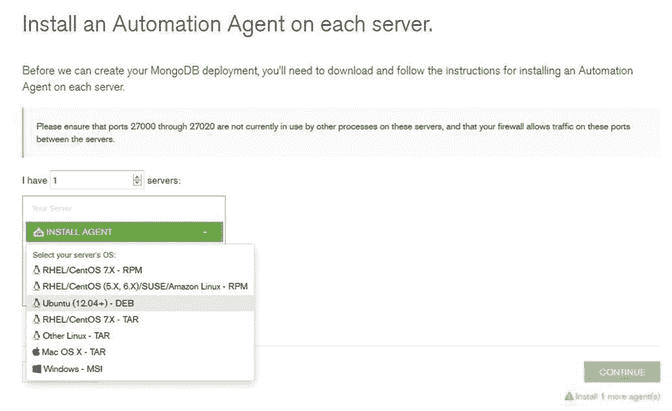 Install an Automation Agent on each server.
Before we can create your MongoDB deployment, you'll need to download and follow the instructions for installing an Automation
Agent on each server.
Please ensure that ports 27000 through 27020 are not currently in use by other processes on these servers, and that your firewall allows traffic on these ports
between the servers.
I have 1 servers:
Your Server
INSTALL AGENT
Select your server's OS:
RHEL/CentOS 7.X - RPM
RHEL/CentOS (5.X, 6.X)/SUSE/Amazon Linux - RPM
Ubuntu (12.04+) - DEB
RHEL/CentOS 7.X - TAR
Other Linux - TAR
Mac OS X - TAR
Windows - MSI
CONTINUE
Install 1 more agent(s)